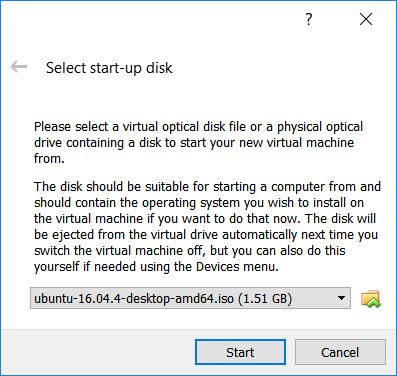 ?
Select start-up disk
Please select a virtual optical disk file or a physical optical
drive containing a disk to start your new virtual machine
from.
The disk should be suitable for starting a computer from and
should contain the operating system you wish to install on
the virtual machine if you want to do that now. The disk will
be ejected from the virtual drive automatically next time you
switch the virtual machine off, but you can also do this
yourself if needed using the Devices menu.
ubuntu-16.04.4-desktop-amd64.iso (1.51 GB)
Start Cancel